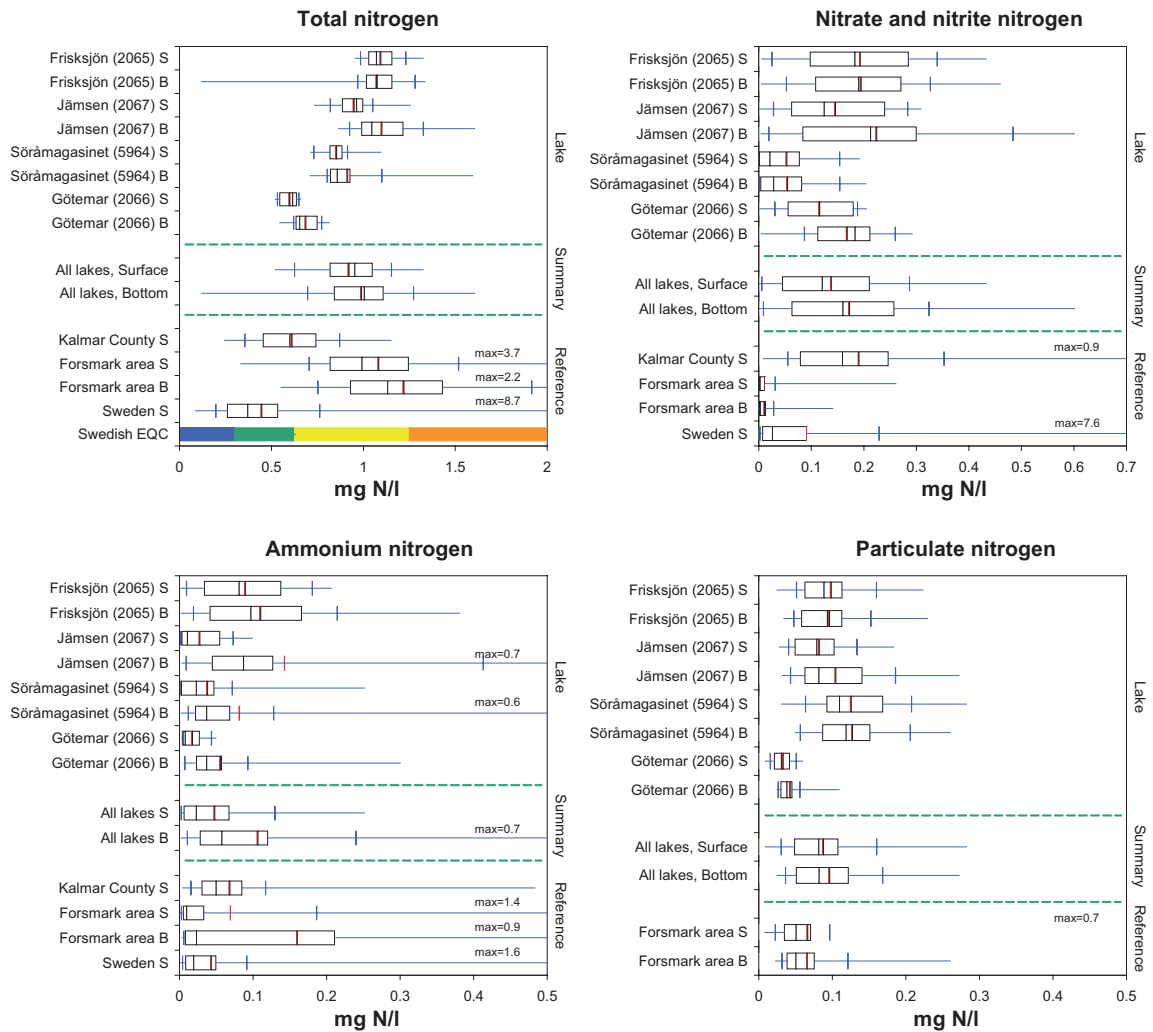 Total nitrogen
Frisksjön (2065) S
Frisksjön (2065) B
Jämsen (2067) S
Jämsen (2067) B
Söråmagasinet (5964) S
Söråmagasinet (5964) B
Götemar (2066) S
Götemar (2066) B
All lakes, Surface
All lakes, Bottom
Kalmar County S
Forsmark area S
Forsmark area B
Sweden S
Swedish EQC
max=3.7
max=2.2
max=8.7
Lake
Summary
Reference
0 0.5 1 1.5 2
mg N/l
Nitrate and nitrite nitrogen
Frisksjön (2065) S
Frisksjön (2065) B
Jämsen (2067) S
Jämsen (2067) B
Söråmagasinet (5964) S
Söråmagasinet (5964) B
Götemar (2066) S
Götemar (2066) B
All lakes, Surface
All lakes, Bottom
Kalmar County S
Forsmark area S
Forsmark area B
Sweden S
max=0.9
max=7.6
Lake
Summary
Reference
0 0.1 0.2 0.3 0.4 0.5 0.6 0.7
mg N/l
Ammonium nitrogen
Frisksjön (2065) S
Frisksjön (2065) B
Jämsen (2067) S
Jämsen (2067) B
Söråmagasinet (5964) S
Söråmagasinet (5964) B
Götemar (2066) S
Götemar (2066) B
All lakes S
All lakes B
Kalmar County S
Forsmark area S
Forsmark area B
Sweden S
max=0.7
max=0.6
max=0.7
max=1.4
max=0.9
max=1.6
Lake
Summary
Reference
0 0.1 0.2 0.3 0.4 0.5
mg N/l
Particulate nitrogen
Frisksjön (2065) S
Frisksjön (2065) B
Jämsen (2067) S
Jämsen (2067) B
Söråmagasinet (5964) S
Söråmagasinet (5964) B
Götemar (2066) S
Götemar (2066) B
All lakes, Surface
All lakes, Bottom
Forsmark area S
Forsmark area B
max=0.7
Lake
Summary
Reference
0 0.1 0.2 0.3 0.4 0.5
mg N/l